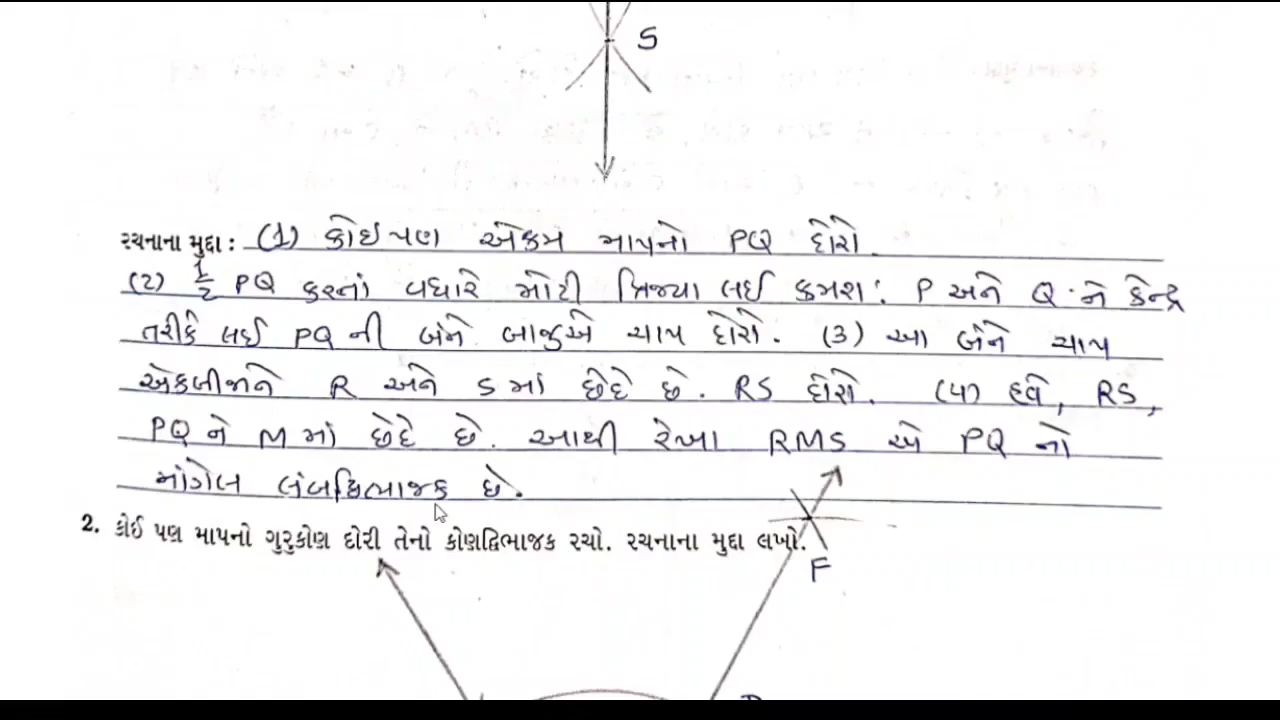 S
રચનાના મુદ્દા : (1) કોઈપણ એકમ માપનો PQ દોરો.
(2) 1/2 PQ કરતાં વધારે મોટી ત્રિજ્યા લઈ ક્રમશ: P અને Q ને કેન્દ્ર
તરીકે લઈ PQ ની બંને બાજુએ ચાપ દોરો. (3) આ બંને ચાપ
એકબીજાને R અને S માં છેદે છે. RS દોરો. (4) હવે, RS,
PQ ને M માં છેદે છે. આથી રેખા RMS એ PQ નો
માંગેલ લંબદ્વિભાજક છે.
2. કોઈ પણ માપનો ગુરુકોણ દોરી તેનો કોણદ્વિભાજક રચો. રચનાના મુદ્દા લખો.
F